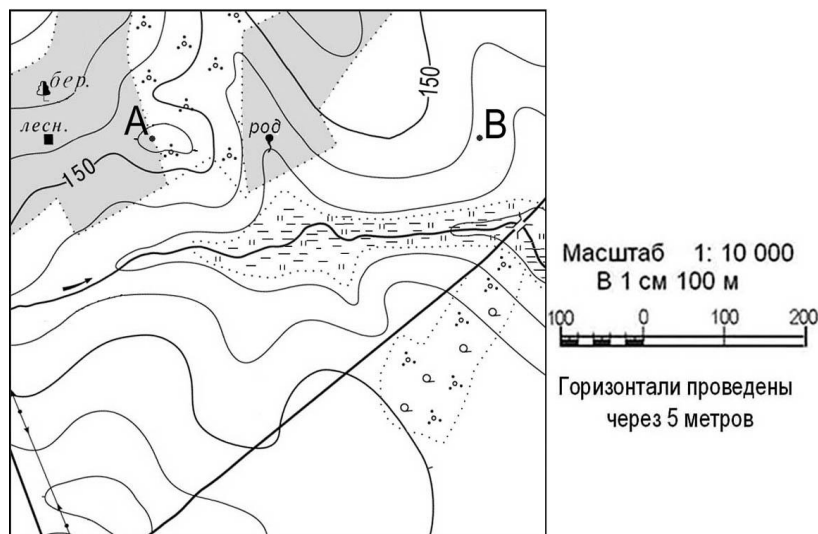 150
бер.
А
В
лесн.
род
150
Масштаб 1: 10 000
В 1 см 100 м
100 0 100 200
Горизонтали проведены
через 5 метров